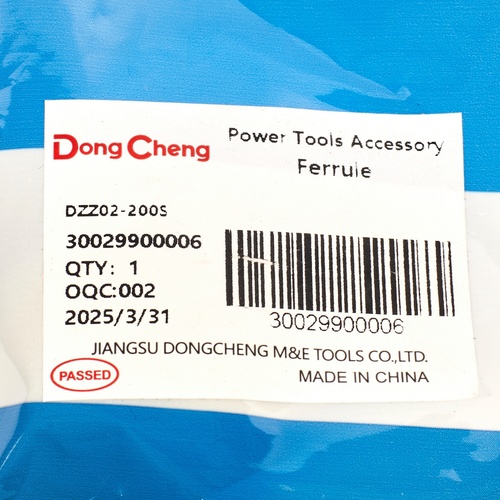 DongCheng
Power Tools Accessory
Ferrule
DZZ02-200S
30029900006
QTY: 1
OQC:002
2025/3/31
30029900006
JIANGSU DONGCHENG M&E TOOLS CO.,LTD.
PASSED
MADE IN CHINA